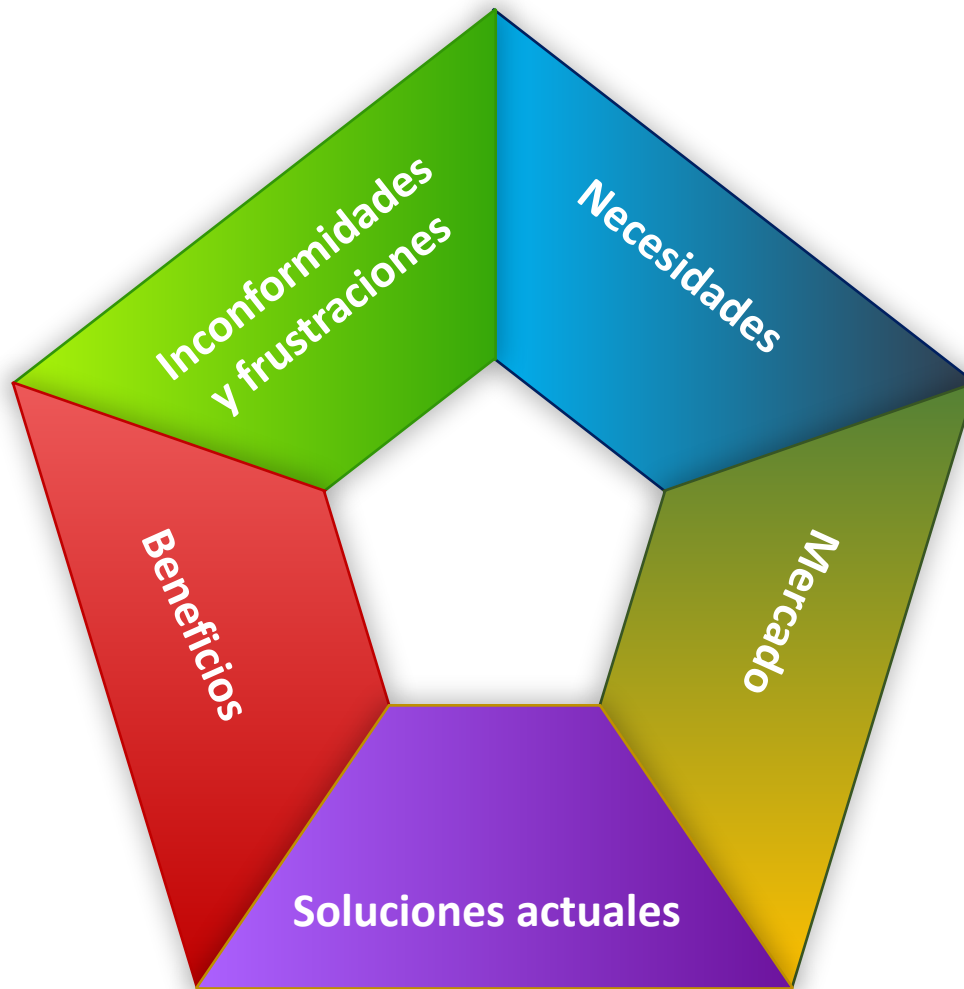 Inconformidades
y frustraciones
Necesidades
Mercado
Soluciones actuales
Beneficios